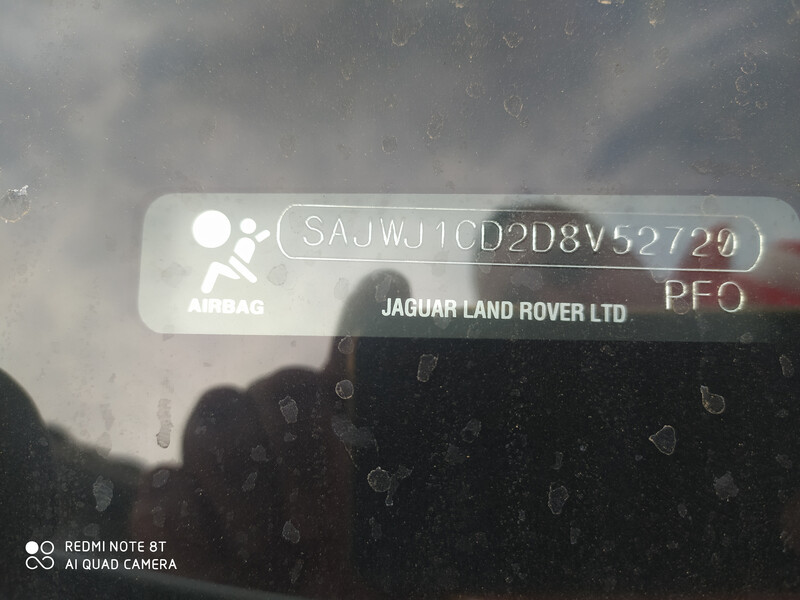 SAJWJ1CD2D8V52720
AIRBAG
JAGUAR LAND ROVER LTD
PFO
REDMI NOTE 8T
AI QUAD CAMERA